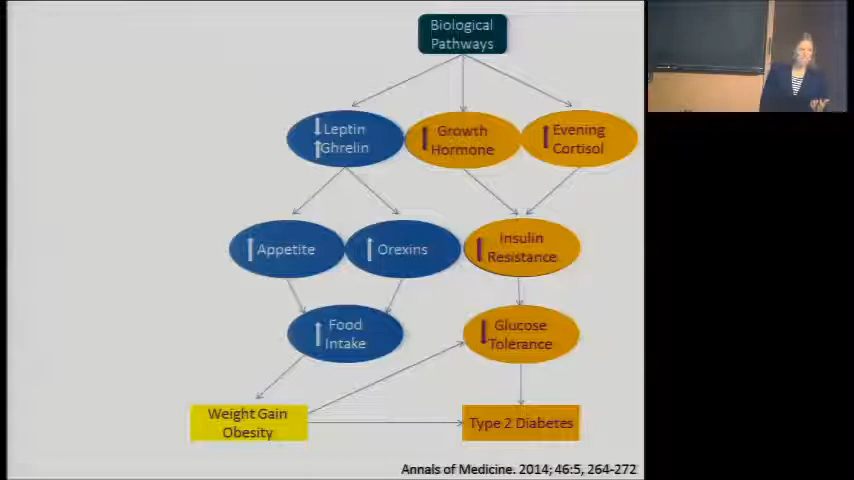 Biological
Pathways
Leptin
Ghrelin
Growth
Hormone
Evening
Cortisol
Appetite
Orexins
Insulin
Resistance
Food
Intake
Glucose
Tolerance
Weight Gain
Obesity
Type 2 Diabetes
Annals of Medicine. 2014; 46:5, 264-272